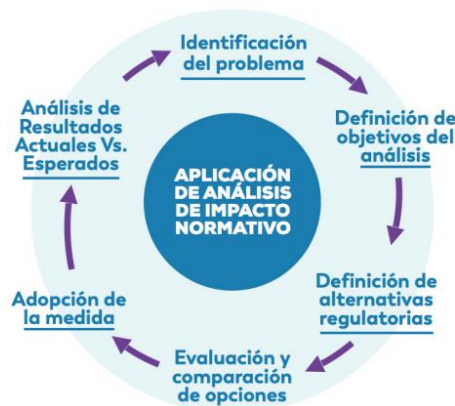 Identificación
del problema
Definición de
objetivos del
análisis
Definición de
alternativas
regulatorias
Evaluación y
comparación
de opciones
Adopción de
la medida
Análisis de
Resultados
Actuales Vs.
Esperados
APLICACIÓN
DE ANÁLISIS
DE IMPACTO
NORMATIVO